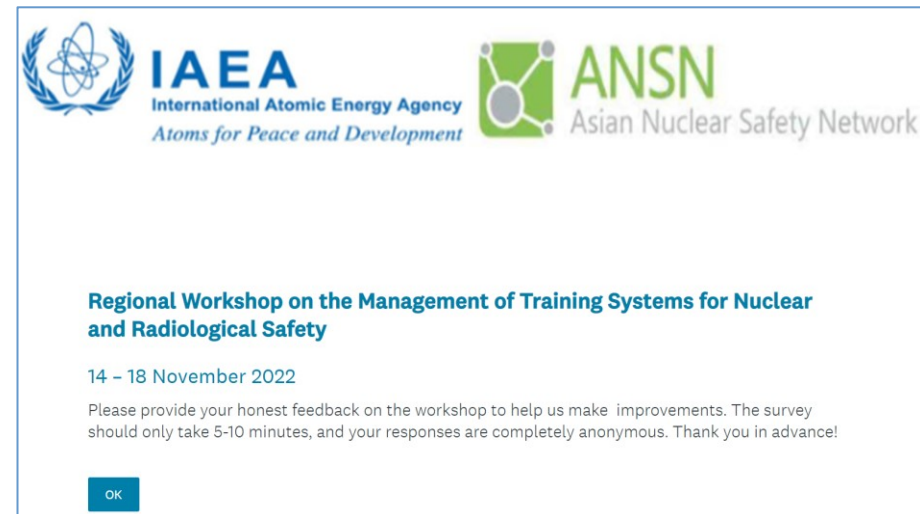 IAEA
International Atomic Energy Agency
Atoms for Peace and Development
ANSN
Asian Nuclear Safety Network
Regional Workshop on the Management of Training Systems for Nuclear
and Radiological Safety
14 – 18 November 2022
Please provide your honest feedback on the workshop to help us make  improvements. The survey
should only take 5-10 minutes, and your responses are completely anonymous. Thank you in advance!
OK